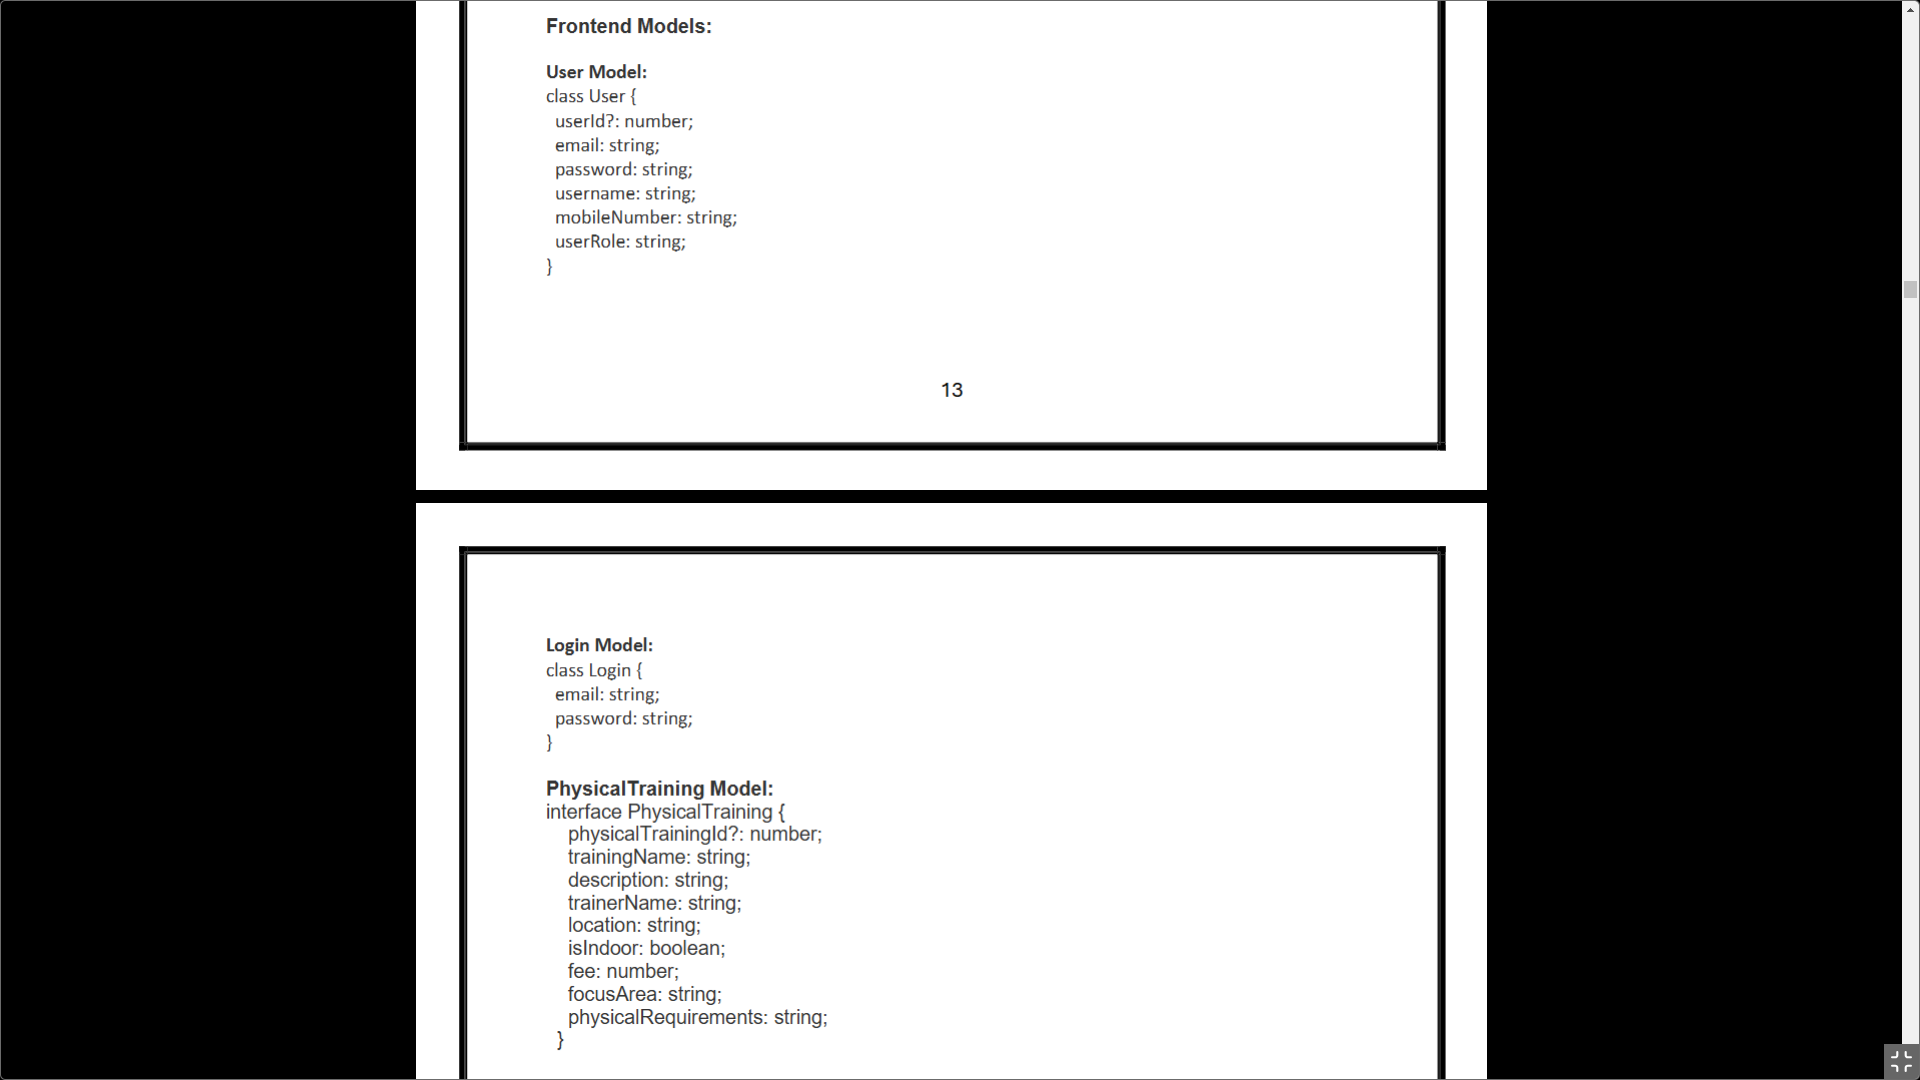 Frontend Models:
User Model:
class User {
userId?: number;
email: string;
password: string;
username: string;
mobileNumber: string;
userRole: string;
}
13
Login Model:
class Login {
email: string;
password: string;
}
PhysicalTraining Model:
interface PhysicalTraining {
physicalTrainingId?: number;
trainingName: string;
description: string;
trainerName: string;
location: string;
isIndoor: boolean;
fee: number;
focusArea: string;
physicalRequirements: string;
}